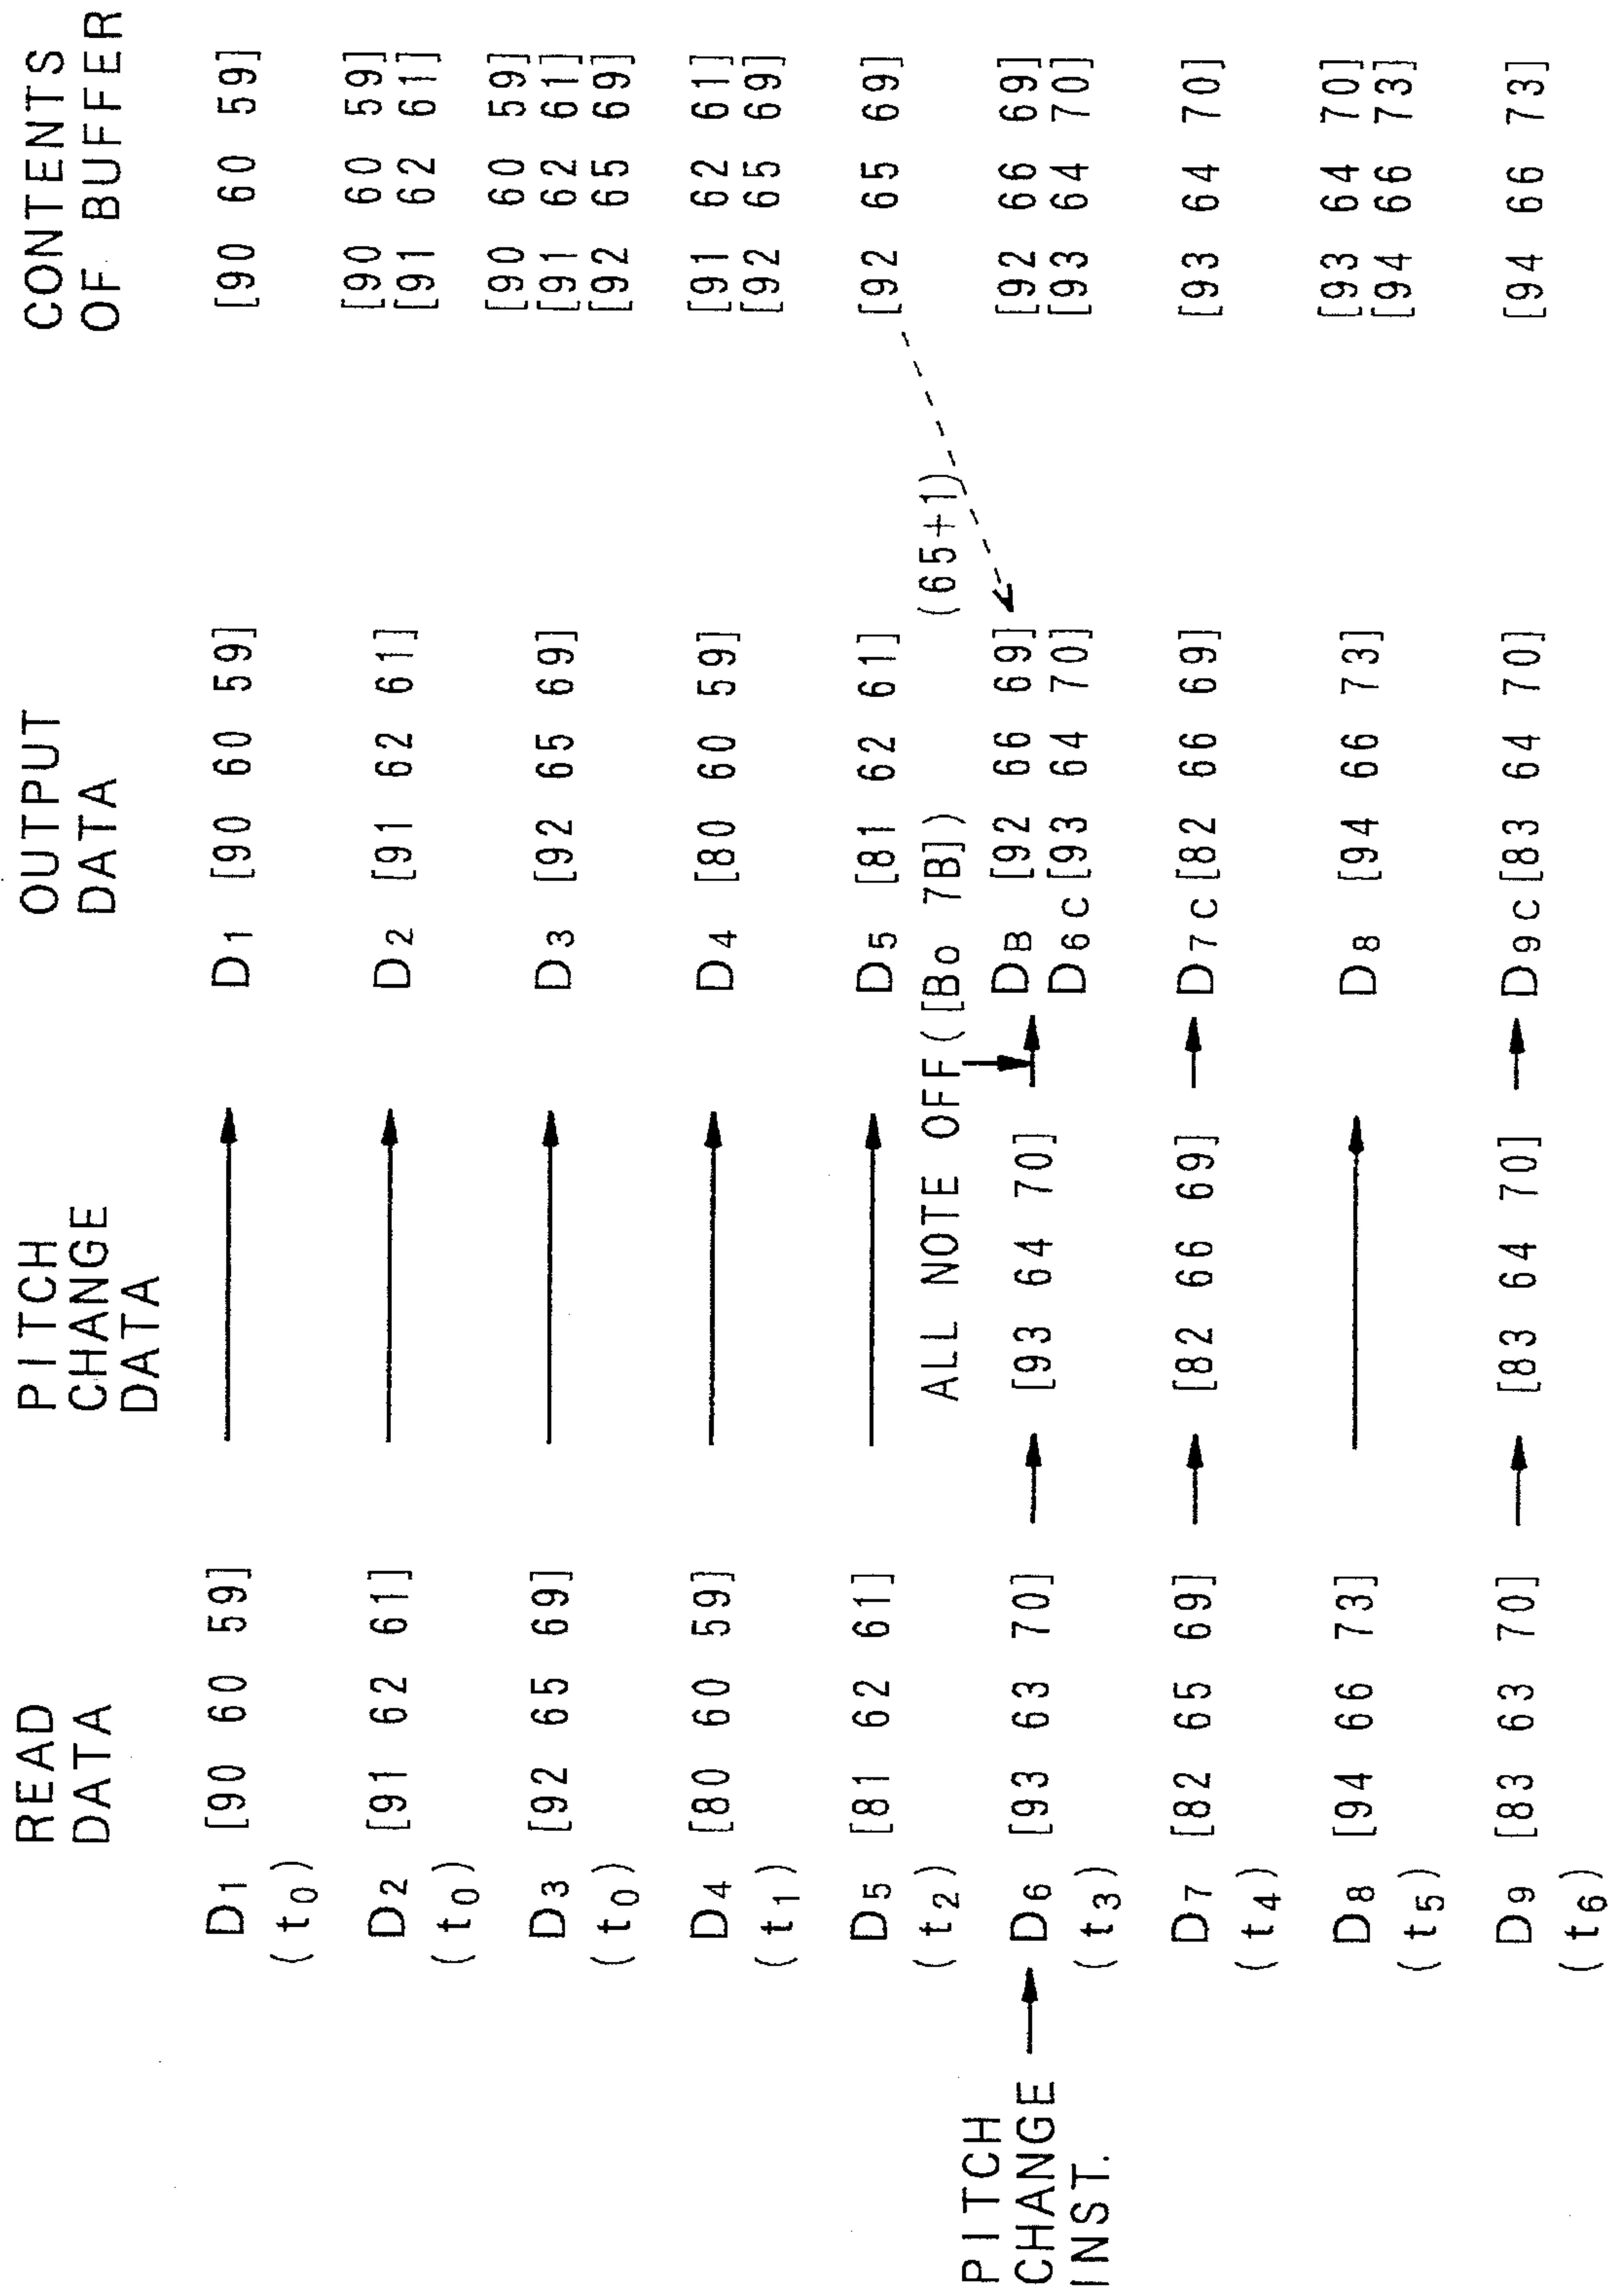 READ
DATA
PITCH
CHANGE
DATA
OUTPUT
DATA
CONTENTS
OF BUFFER
D1 [90 60 59]
(t0)
D1 [90 60 59]
[90 60 59]
D2 [91 62 61]
(t0)
D2 [91 62 61]
[90 60 59]
[91 62 61]
D3 [92 65 69]
(t0)
D3 [92 65 69]
[90 60 59]
[91 62 61]
[92 65 69]
D4 [80 60 59]
(t1)
D4 [80 60 59]
[91 62 61]
[92 65 69]
D5 [81 62 61]
(t2)
D5 [81 62 61]
[92 65 69]
ALL NOTE OFF([Bo 7B])
(65+1)
PITCH
CHANGE
INST.
D6 [93 63 70]
(t3)
[93 64 70]
DB [92 66 69]
D6c[93 64 70]
[92 66 69]
[93 64 70]
D7 [82 65 69]
(t4)
[82 66 69]
D7c[82 66 69]
[93 64 70]
D8 [94 66 73]
(t5)
D8 [94 66 73]
[93 64 70]
[94 66 73]
D9 [83 63 70]
(t6)
[83 64 70]
D9c[83 64 70]
[94 66 73]